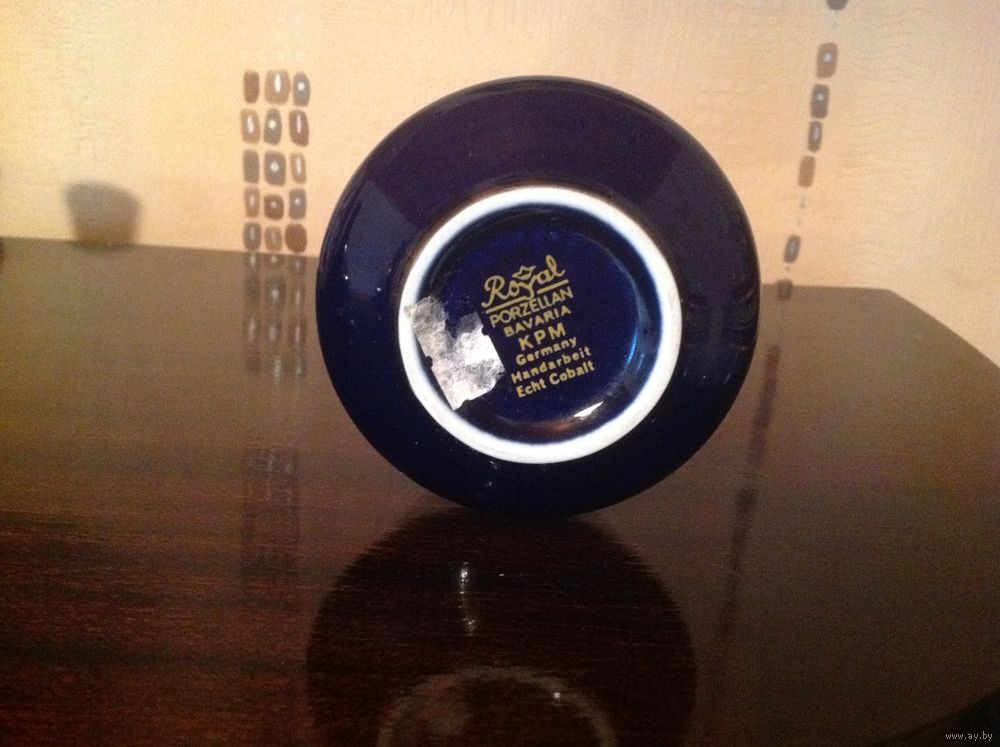 Royal
PORZELLAN
BAVARIA
KPM
Germany
Handarbeit
Echt Cobalt
www.ay.by